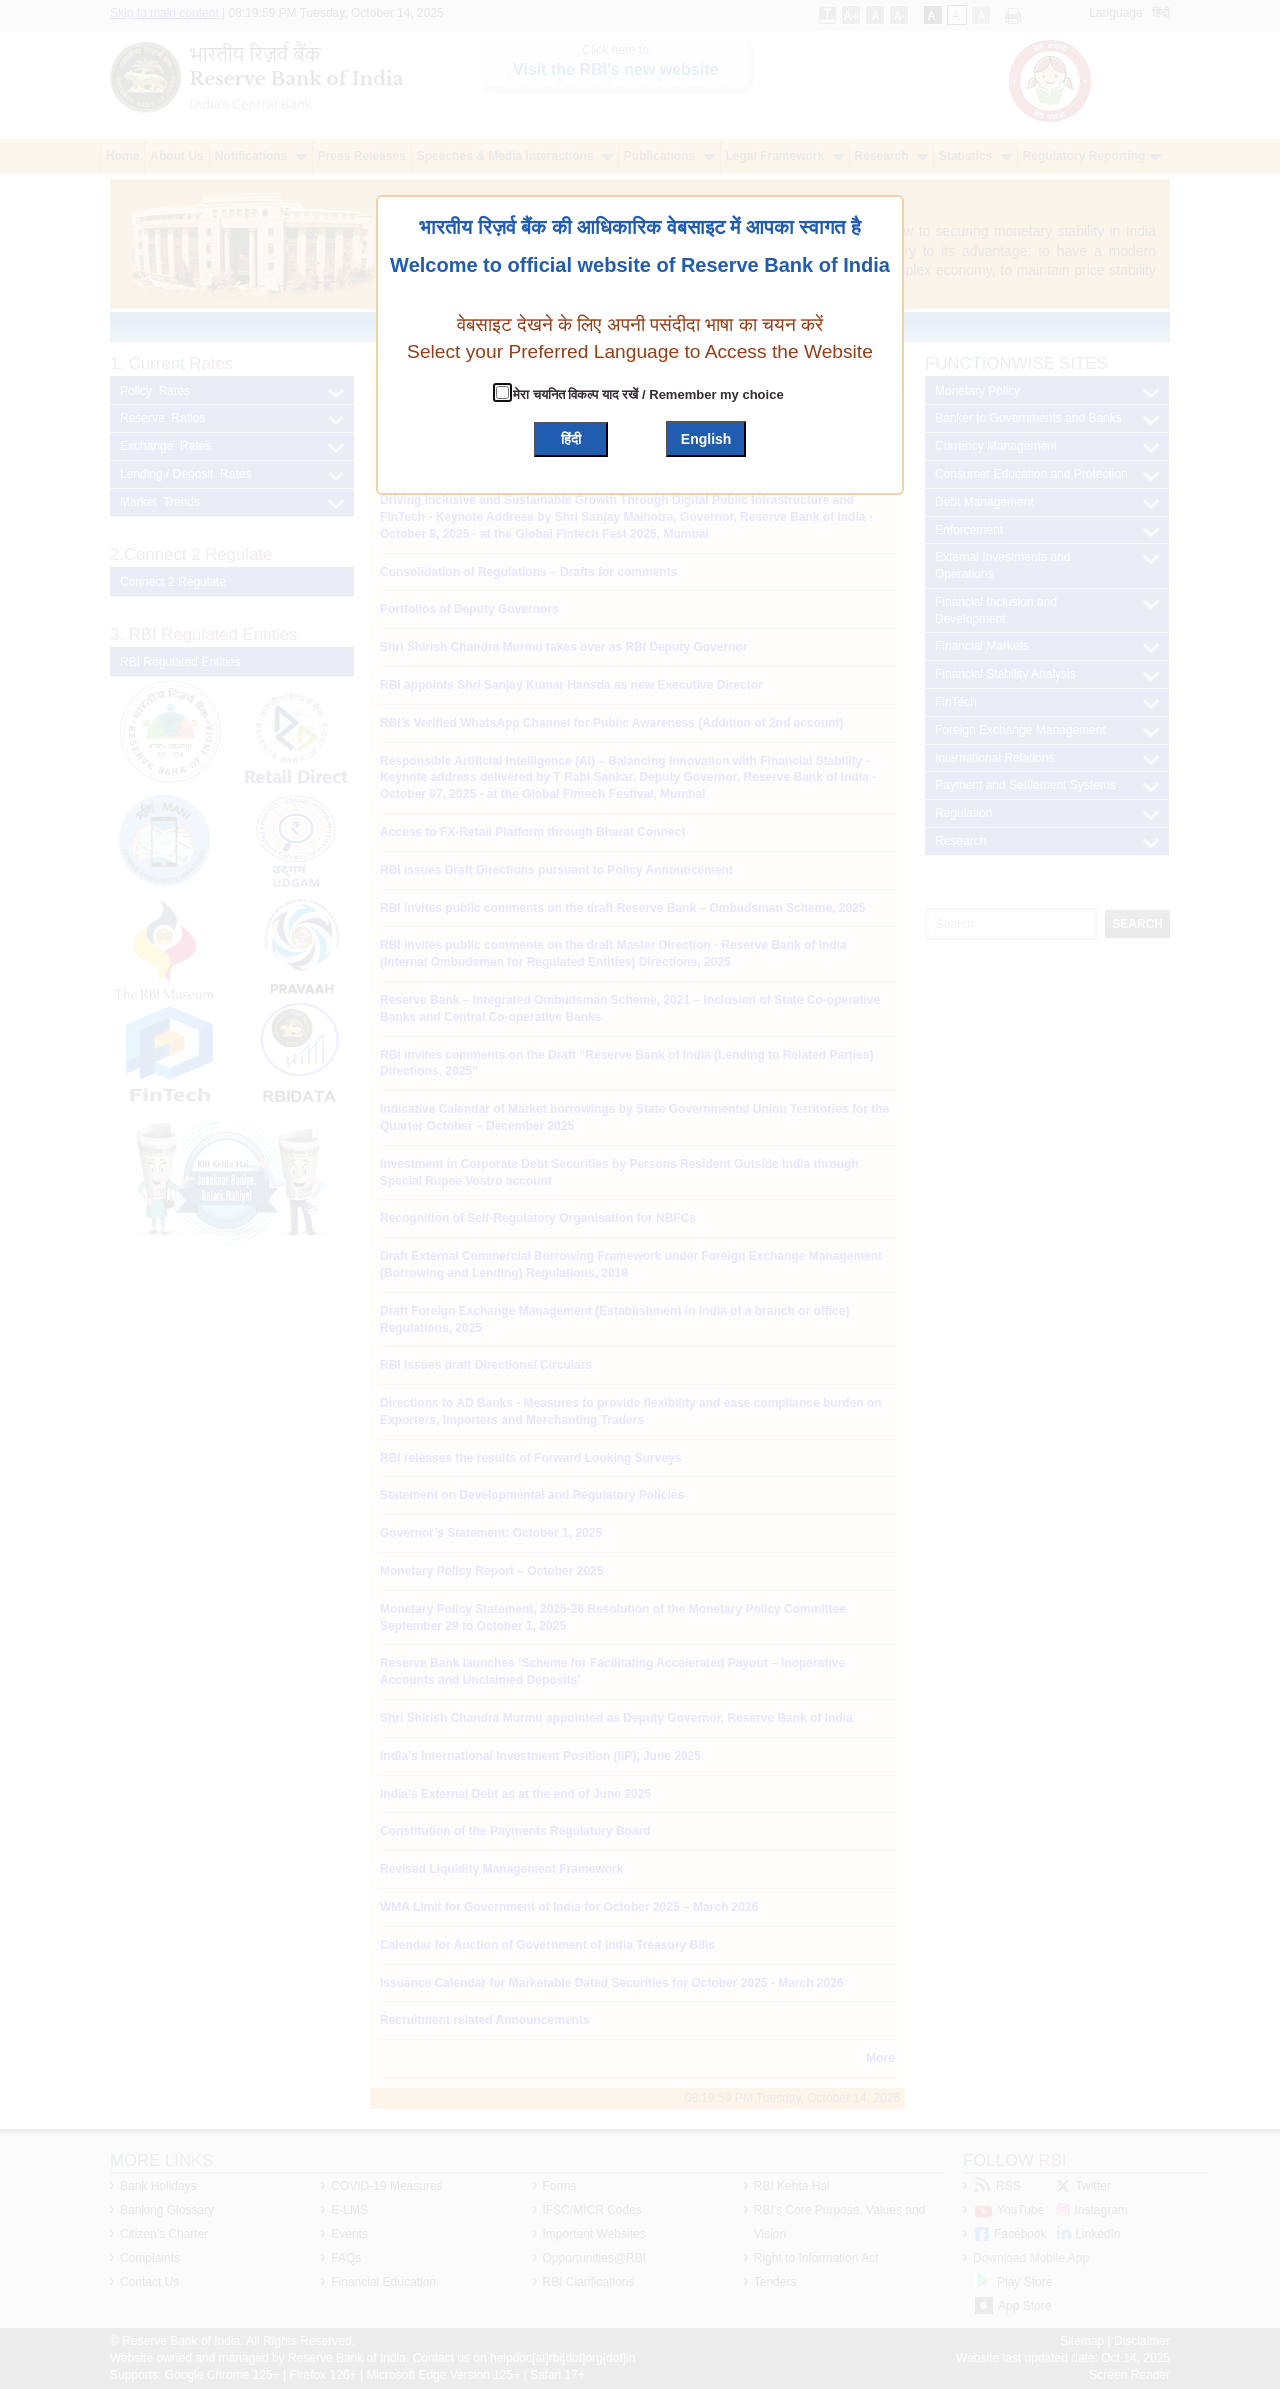 Skip to main content | 08:19:59 PM Tuesday, October 14, 2025
T A+ A A- A A A
Language हिंदी
भारतीय रिज़र्व बैंक
Reserve Bank of India
India's Central Bank
Click here to
Visit the RBI's new website
Home About Us Notifications Press Releases Speeches & Media Interactions Publications Legal Framework Research Statistics Regulatory Reporting
to securing monetary stability in India
to its advantage; to have a modern
economy, to maintain price stability
भारतीय रिज़र्व बैंक की आधिकारिक वेबसाइट में आपका स्वागत है
Welcome to official website of Reserve Bank of India
वेबसाइट देखने के लिए अपनी पसंदीदा भाषा का चयन करें
Select your Preferred Language to Access the Website
मेरा चयनित विकल्प याद रखें / Remember my choice
हिंदी English
1. Current Rates
Policy Rates
Reserve Ratios
Exchange Rates
Lending / Deposit Rates
Market Trends
2.Connect 2 Regulate
Connect 2 Regulate
3. RBI Regulated Entities
RBI Regulated Entities
Retail Direct
MANI
उद्गम
UDGAM
The RBI Museum
PRAVAAH
FinTech
RBIDATA
RBI Kehta Hai...
Jaankaar Baniye,
Satark Rahiye!
Driving Inclusive and Sustainable Growth Through Digital Public Infrastructure and
FinTech - Keynote Address by Shri Sanjay Malhotra, Governor, Reserve Bank of India -
October 8, 2025 - at the Global Fintech Fest 2025, Mumbai
Consolidation of Regulations – Drafts for comments
Portfolios of Deputy Governors
Shri Shirish Chandra Murmu takes over as RBI Deputy Governor
RBI appoints Shri Sanjay Kumar Hansda as new Executive Director
RBI's Verified WhatsApp Channel for Public Awareness (Addition of 2nd account)
Responsible Artificial Intelligence (AI) – Balancing Innovation with Financial Stability -
Keynote address delivered by T Rabi Sankar, Deputy Governor, Reserve Bank of India -
October 07, 2025 - at the Global Fintech Festival, Mumbai
Access to FX-Retail Platform through Bharat Connect
RBI issues Draft Directions pursuant to Policy Announcement
RBI invites public comments on the draft Reserve Bank – Ombudsman Scheme, 2025
RBI invites public comments on the draft Master Direction - Reserve Bank of India
(Internal Ombudsman for Regulated Entities) Directions, 2025
Reserve Bank – Integrated Ombudsman Scheme, 2021 – Inclusion of State Co-operative
Banks and Central Co-operative Banks
RBI invites comments on the Draft "Reserve Bank of India (Lending to Related Parties)
Directions, 2025"
Indicative Calendar of Market borrowings by State Governments/ Union Territories for the
Quarter October – December 2025
Investment in Corporate Debt Securities by Persons Resident Outside India through
Special Rupee Vostro account
Recognition of Self-Regulatory Organisation for NBFCs
Draft External Commercial Borrowing Framework under Foreign Exchange Management
(Borrowing and Lending) Regulations, 2018
Draft Foreign Exchange Management (Establishment in India of a branch or office)
Regulations, 2025
RBI Issues draft Directions/ Circulars
Directions to AD Banks - Measures to provide flexibility and ease compliance burden on
Exporters, Importers and Merchanting Traders
RBI releases the results of Forward Looking Surveys
Statement on Developmental and Regulatory Policies
Governor's Statement: October 1, 2025
Monetary Policy Report – October 2025
Monetary Policy Statement, 2025-26 Resolution of the Monetary Policy Committee
September 29 to October 1, 2025
Reserve Bank launches 'Scheme for Facilitating Accelerated Payout – Inoperative
Accounts and Unclaimed Deposits'
Shri Shirish Chandra Murmu appointed as Deputy Governor, Reserve Bank of India
India's International Investment Position (IIP), June 2025
India's External Debt as at the end of June 2025
Constitution of the Payments Regulatory Board
Revised Liquidity Management Framework
WMA Limit for Government of India for October 2025 – March 2026
Calendar for Auction of Government of India Treasury Bills
Issuance Calendar for Marketable Dated Securities for October 2025 - March 2026
Recruitment related Announcements
More
08:19:59 PM Tuesday, October 14, 2025
FUNCTIONWISE SITES
Monetary Policy
Banker to Governments and Banks
Currency Management
Consumer Education and Protection
Debt Management
Enforcement
External Investments and
Operations
Financial Inclusion and
Development
Financial Markets
Financial Stability Analysis
FinTech
Foreign Exchange Management
International Relations
Payment and Settlement Systems
Regulation
Research
Search SEARCH
MORE LINKS
Bank Holidays
Banking Glossary
Citizen's Charter
Complaints
Contact Us
COVID-19 Measures
E-LMS
Events
FAQs
Financial Education
Forms
IFSC/MICR Codes
Important Websites
Opportunities@RBI
RBI Clarifications
RBI Kehta Hai
RBI's Core Purpose, Values and
Vision
Right to Information Act
Tenders
FOLLOW RBI
RSS Twitter
YouTube Instagram
Facebook LinkedIn
Download Mobile App
Play Store
App Store
© Reserve Bank of India. All Rights Reserved.
Website owned and managed by Reserve Bank of India. Contact us on helpdoc[at]rbi[dot]org[dot]in
Supports: Google Chrome 125+ | Firefox 126+ | Microsoft Edge Version 125+ | Safari 17+
Sitemap | Disclaimer
Website last updated date: Oct 14, 2025
Screen Reader